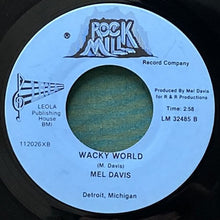 ROCK
MILL
Record Company
LEOLA
Publishing
House
BMI
Produced By Mel Davis
for R & R Productions
Time: 2:58
LM 32485 B
112026XB
WACKY WORLD
(M. Davis)
MEL DAVIS
Detroit, Michigan